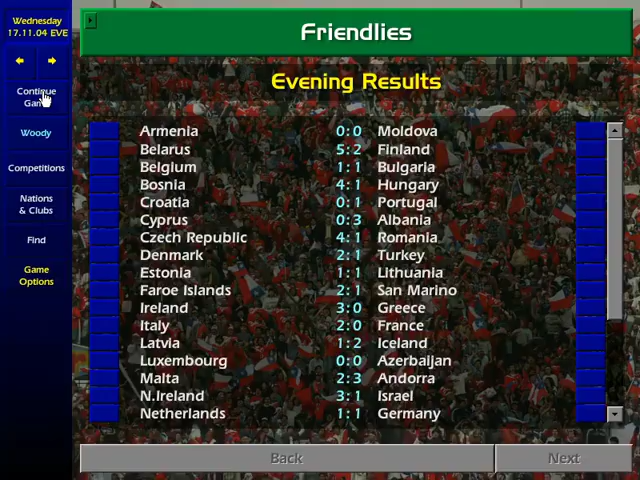 Wednesday
17.11.04 EVE
Continue
Game
Woody
Competitions
Nations
& Clubs
Find
Game
Options
Friendlies
Evening Results
Armenia 0:0 Moldova
Belarus 5:2 Finland
Belgium 1:1 Bulgaria
Bosnia 4:1 Hungary
Croatia 0:1 Portugal
Cyprus 0:3 Albania
Czech Republic 4:1 Romania
Denmark 2:1 Turkey
Estonia 1:1 Lithuania
Faroe Islands 2:1 San Marino
Ireland 3:0 Greece
Italy 2:0 France
Latvia 1:2 Iceland
Luxembourg 0:0 Azerbaijan
Malta 2:3 Andorra
N.Ireland 3:1 Israel
Netherlands 1:1 Germany
Back
Next